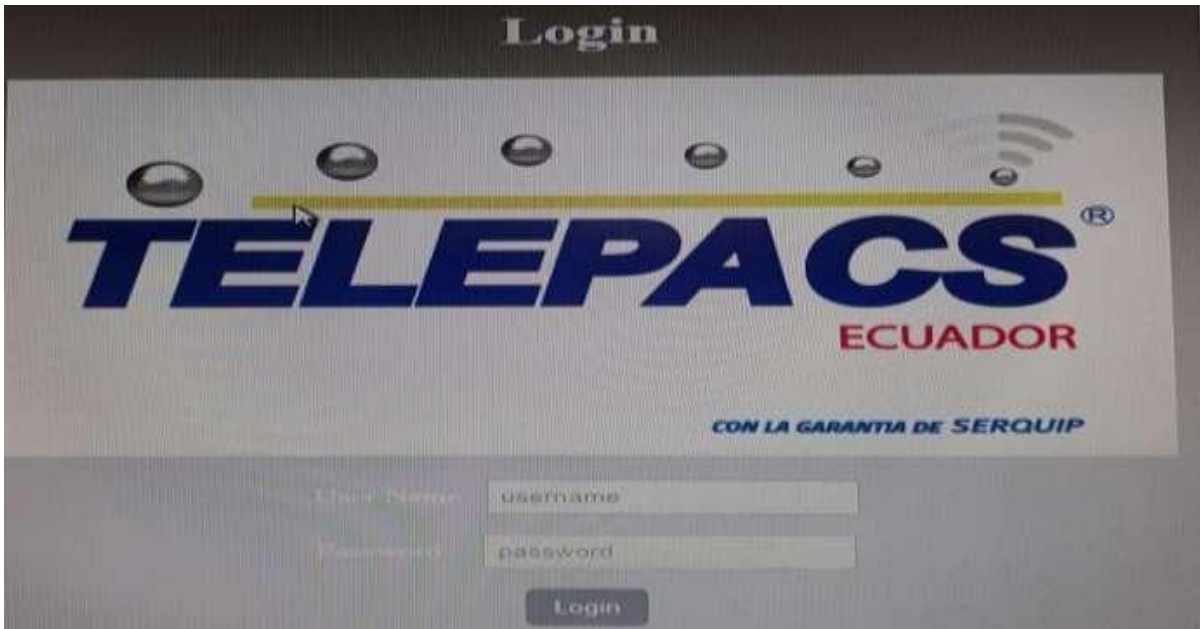 Login
TELEPACS®
ECUADOR
CON LA GARANTIA DE SERQUIP
User Name username
Password password
Login